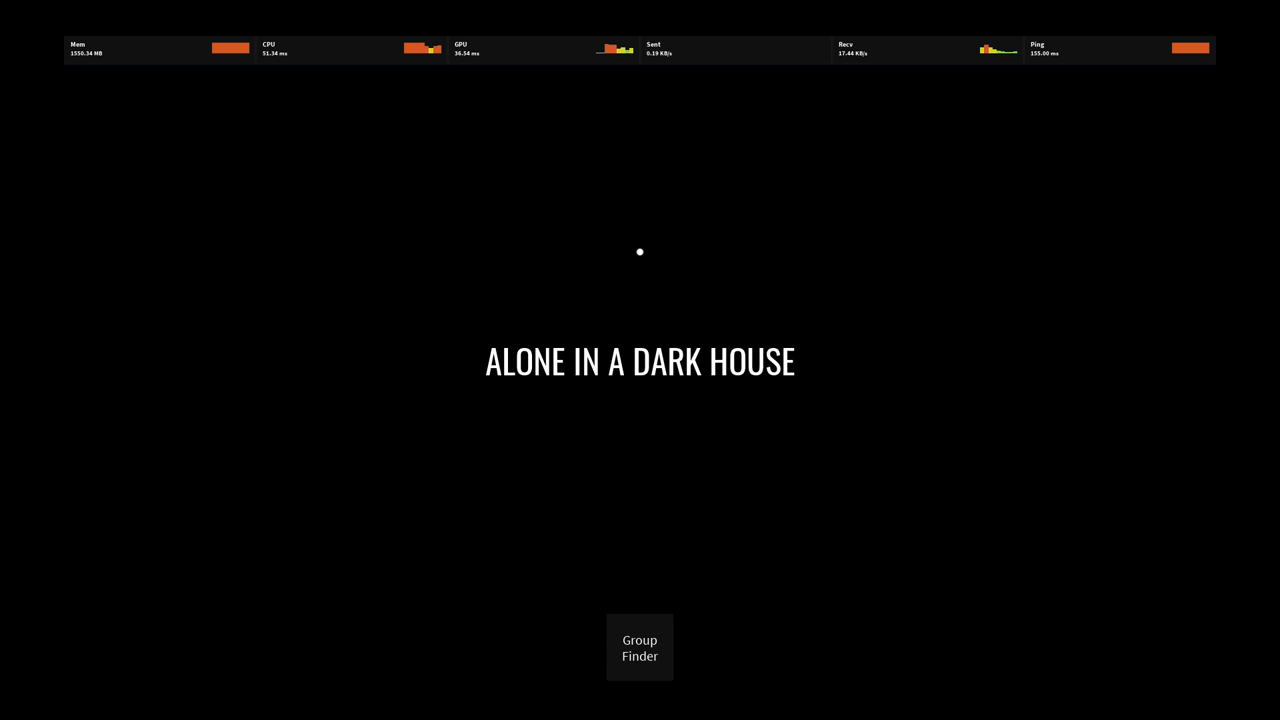 Mem
1550.34 MB
CPU
51.34 ms
GPU
36.54 ms
Sent
0.19 KB/s
Recv
17.44 KB/s
Ping
155.00 ms
ALONE IN A DARK HOUSE
Group
Finder